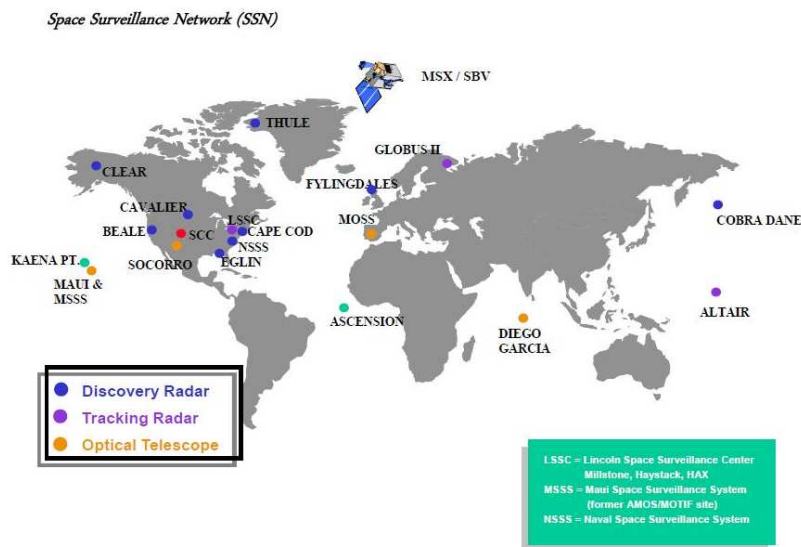 Space Surveillance Network (SSN)
MSX / SBV
THULE
GLOBUS II
CLEAR
FYLINGDALES
CAVALIER
LSSC
MOSS
COBRA DANE
BEALE
SCC
CAPE COD
NSSS
SOCORRO
EGLIN
KAENA PT.
MAUI &
MSSS
ASCENSION
DIEGO
GARCIA
ALTAIR
Discovery Radar
Tracking Radar
Optical Telescope
LSSC = Lincoln Space Surveillance Center
Millstone, Haystack, HAX
MSSS = Maui Space Surveillance System
(former AMOS/MOTIF site)
NSSS = Naval Space Surveillance System